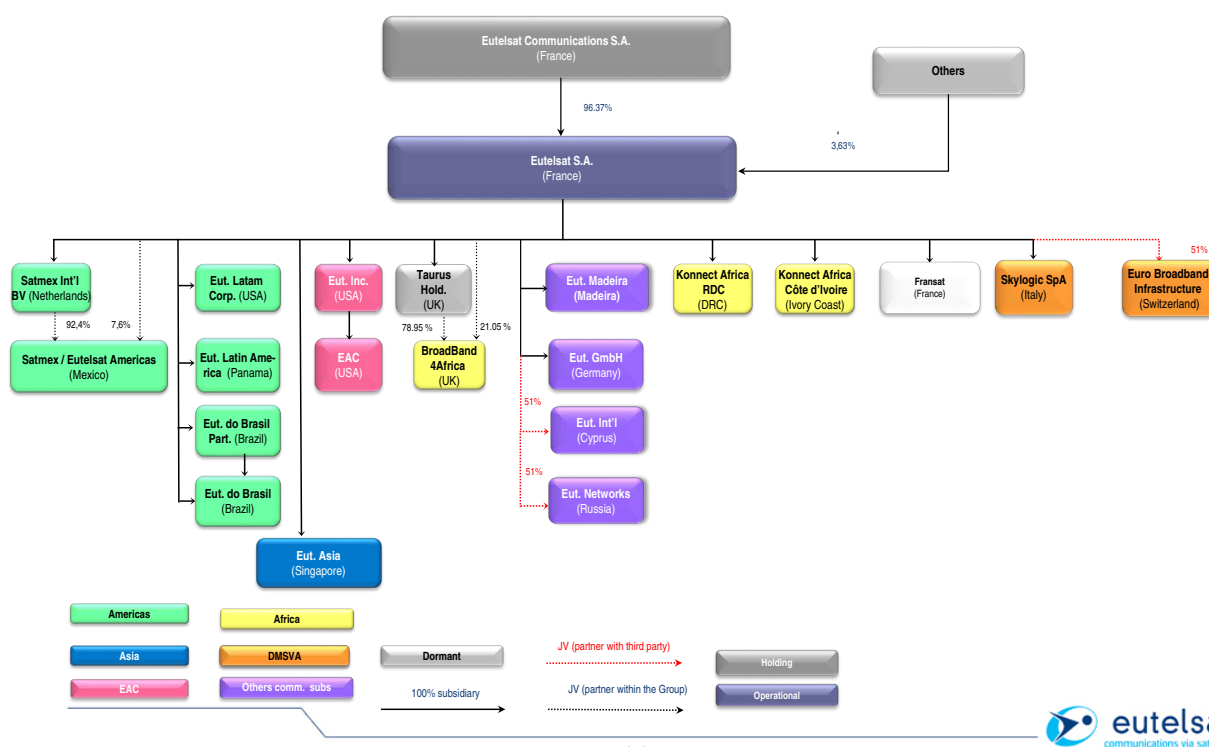 Eutelsat Communications S.A.
(France)
Others
96.37%
3,63%
Eutelsat S.A.
(France)
51%
Satmex Int'l
BV (Netherlands)
Eut. Latam
Corp. (USA)
Eut. Inc.
(USA)
Taurus
Hold.
(UK)
Eut. Madeira
(Madeira)
Konnect Africa
RDC
(DRC)
Konnect Africa
Côte d'Ivoire
(Ivory Coast)
Fransat
(France)
Skylogic SpA
(Italy)
Euro Broadband
Infrastructure
(Switzerland)
92,4%
7,6%
78.95 %
21.05 %
Satmex / Eutelsat Americas
(Mexico)
Eut. Latin Ame-
rica (Panama)
EAC
(USA)
BroadBand
4Africa
(UK)
Eut. GmbH
(Germany)
51%
Eut. do Brasil
Part. (Brazil)
Eut. Int'l
(Cyprus)
51%
Eut. do Brasil
(Brazil)
Eut. Networks
(Russia)
Eut. Asia
(Singapore)
Americas
Africa
Asia
DMSVA
Dormant
JV (partner with third party)
Holding
EAC
Others comm. subs
100% subsidiary
JV (partner within the Group)
Operational
eutelsa
communications via sat